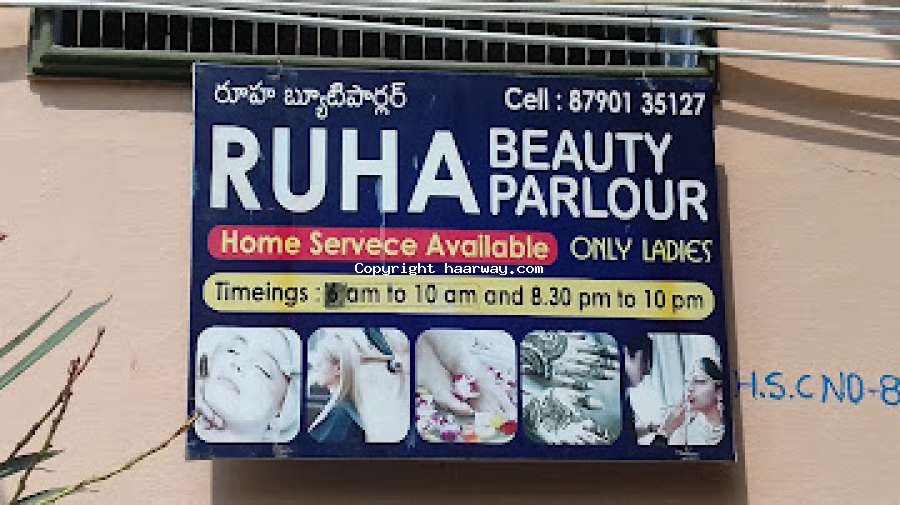 రూహ బ్యూటిపార్లర్ Cell : 87901 35127
RUHA BEAUTY PARLOUR
Home Servece Available ONLY LADIES
Copyright haarway.com
Timeings : 6 am to 10 am and 8.30 pm to 10 pm
H.S.C NO-8